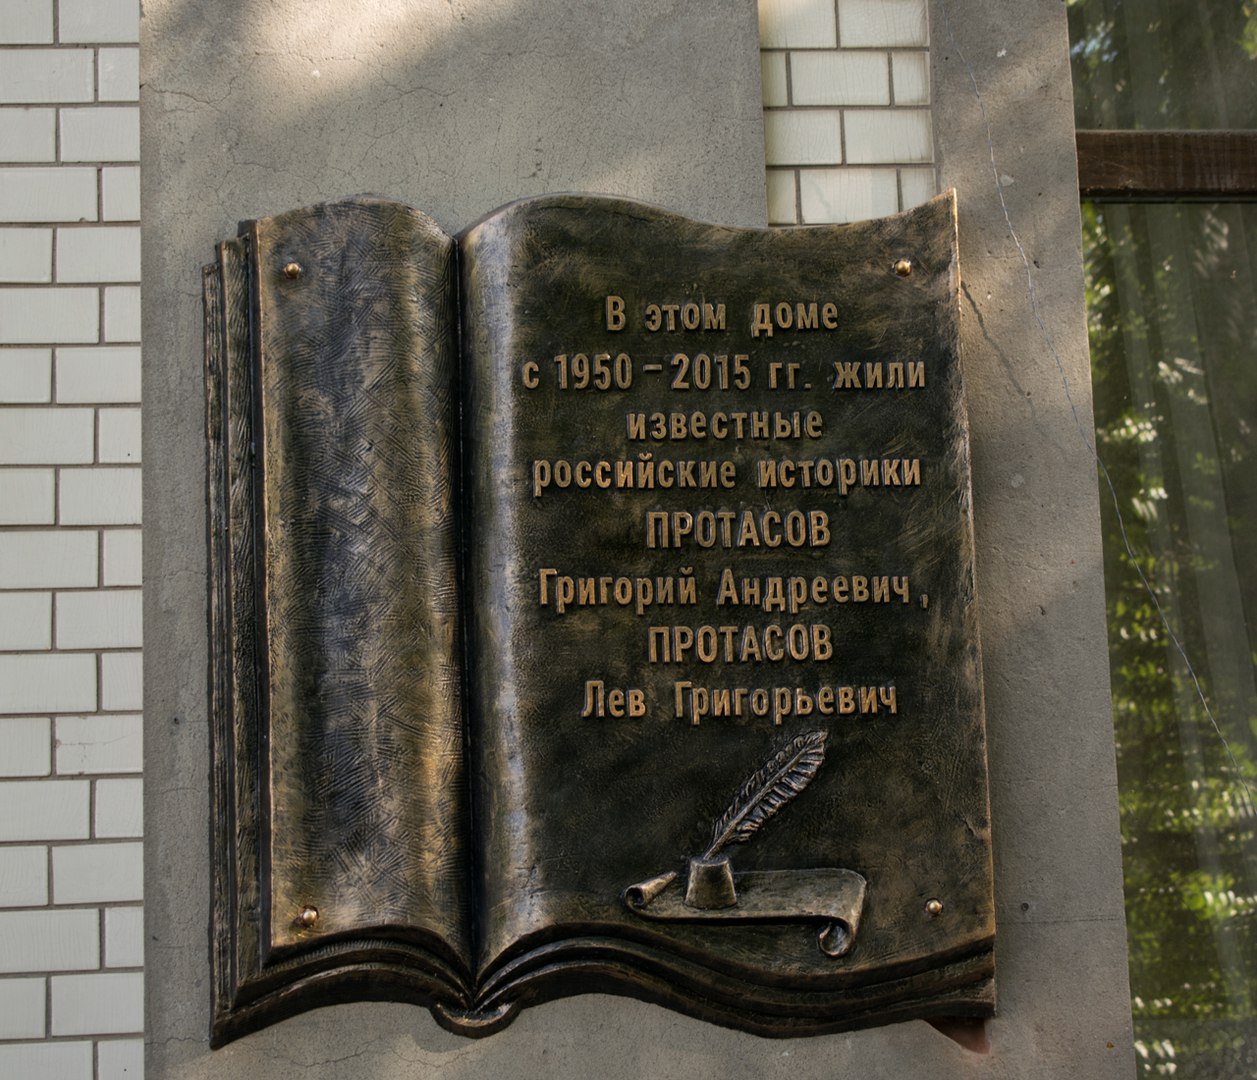 В этом доме
с 1950-2015 гг. жили
известные
российские историки
ПРОТАСОВ
Григорий Андреевич,
ПРОТАСОВ
Лев Григорьевич